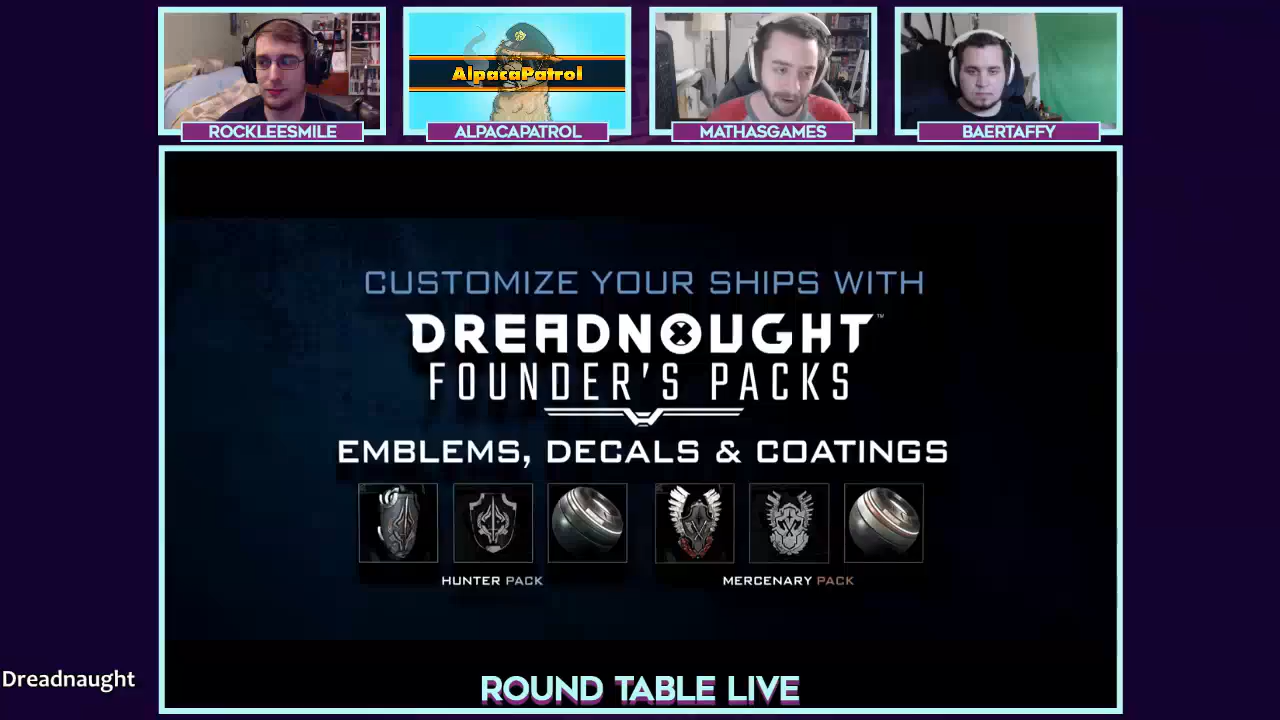 AlpacaPatrol
ROCKLEESMILE
ALPACAPATROL
MATHASGAMES
BAERTAFFY
CUSTOMIZE YOUR SHIPS WITH
DREADNOUGHT™
FOUNDER'S PACKS
EMBLEMS, DECALS & COATINGS
HUNTER PACK
MERCENARY PACK
Dreadnaught
ROUND TABLE LIVE